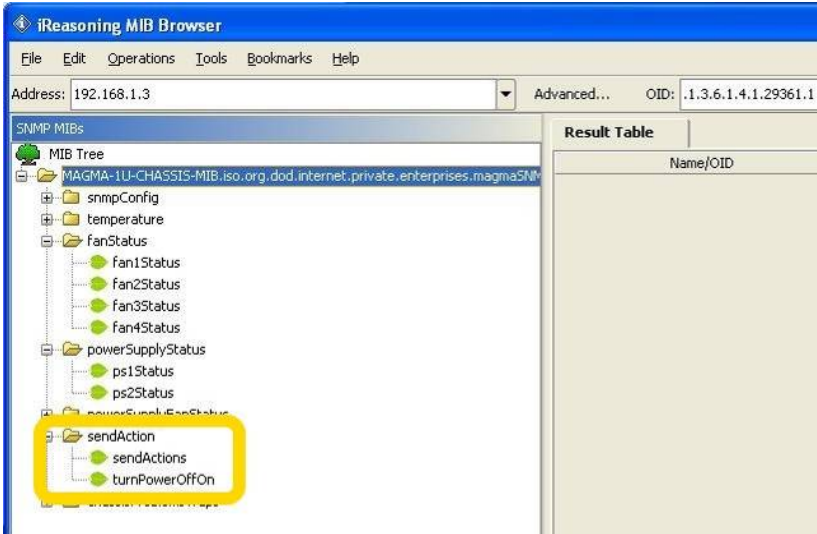 iReasoning MIB Browser
File Edit Operations Tools Bookmarks Help
Address: 192.168.1.3 Advanced... OID: .1.3.6.1.4.1.29361.1
SNMP MIBs
Result Table
Name/OID
MIB Tree
MAGMA-1U-CHASSIS-MIB.iso.org.dod.internet.private.enterprises.magmaSNM
snmpConfig
temperature
fanStatus
fan1Status
fan2Status
fan3Status
fan4Status
powerSupplyStatus
ps1Status
ps2Status
powerSupplyFanStatus
sendAction
sendActions
turnPowerOffOn